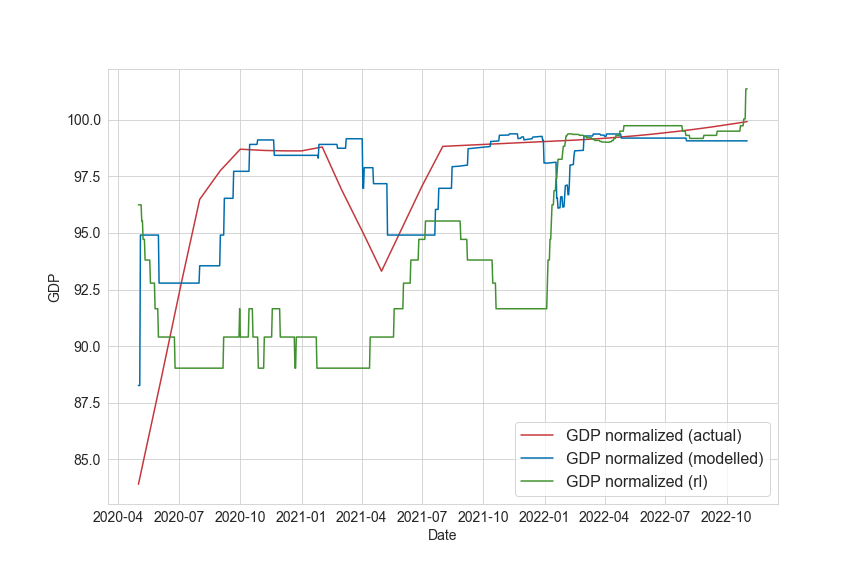 100.0
97.5
95.0
92.5
90.0
87.5
85.0
GDP
GDP normalized (actual)
GDP normalized (modelled)
GDP normalized (rl)
2020-04 2020-07 2020-10 2021-01 2021-04 2021-07 2021-10 2022-01 2022-04 2022-07 2022-10
Date